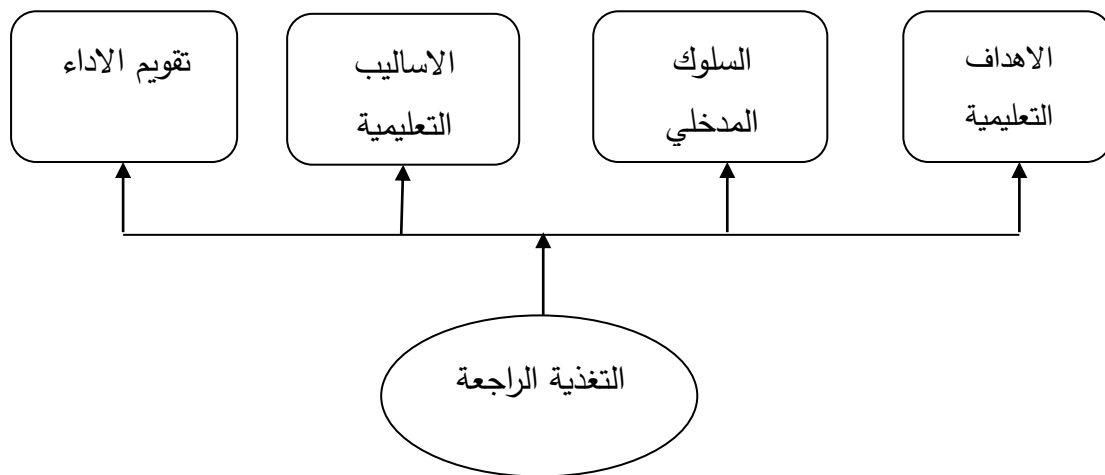 الاهداف
التعليمية
السلوك
المدخلي
الاساليب
التعليمية
تقويم الاداء
التغذية الراجعة